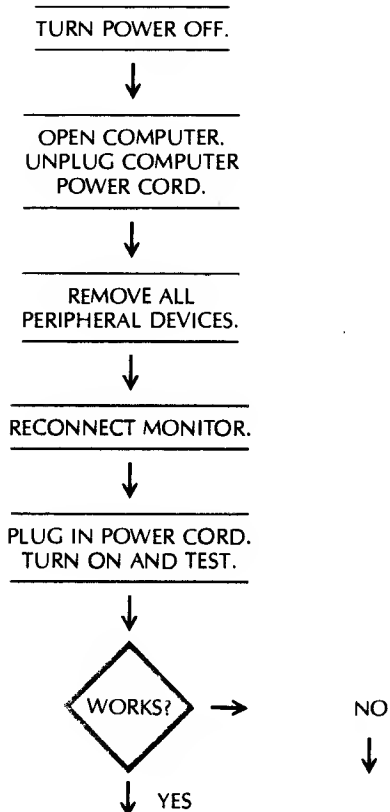 TURN POWER OFF.
OPEN COMPUTER.
UNPLUG COMPUTER
POWER CORD.
REMOVE ALL
PERIPHERAL DEVICES.
RECONNECT MONITOR.
PLUG IN POWER CORD.
TURN ON AND TEST.
WORKS?
NO
YES